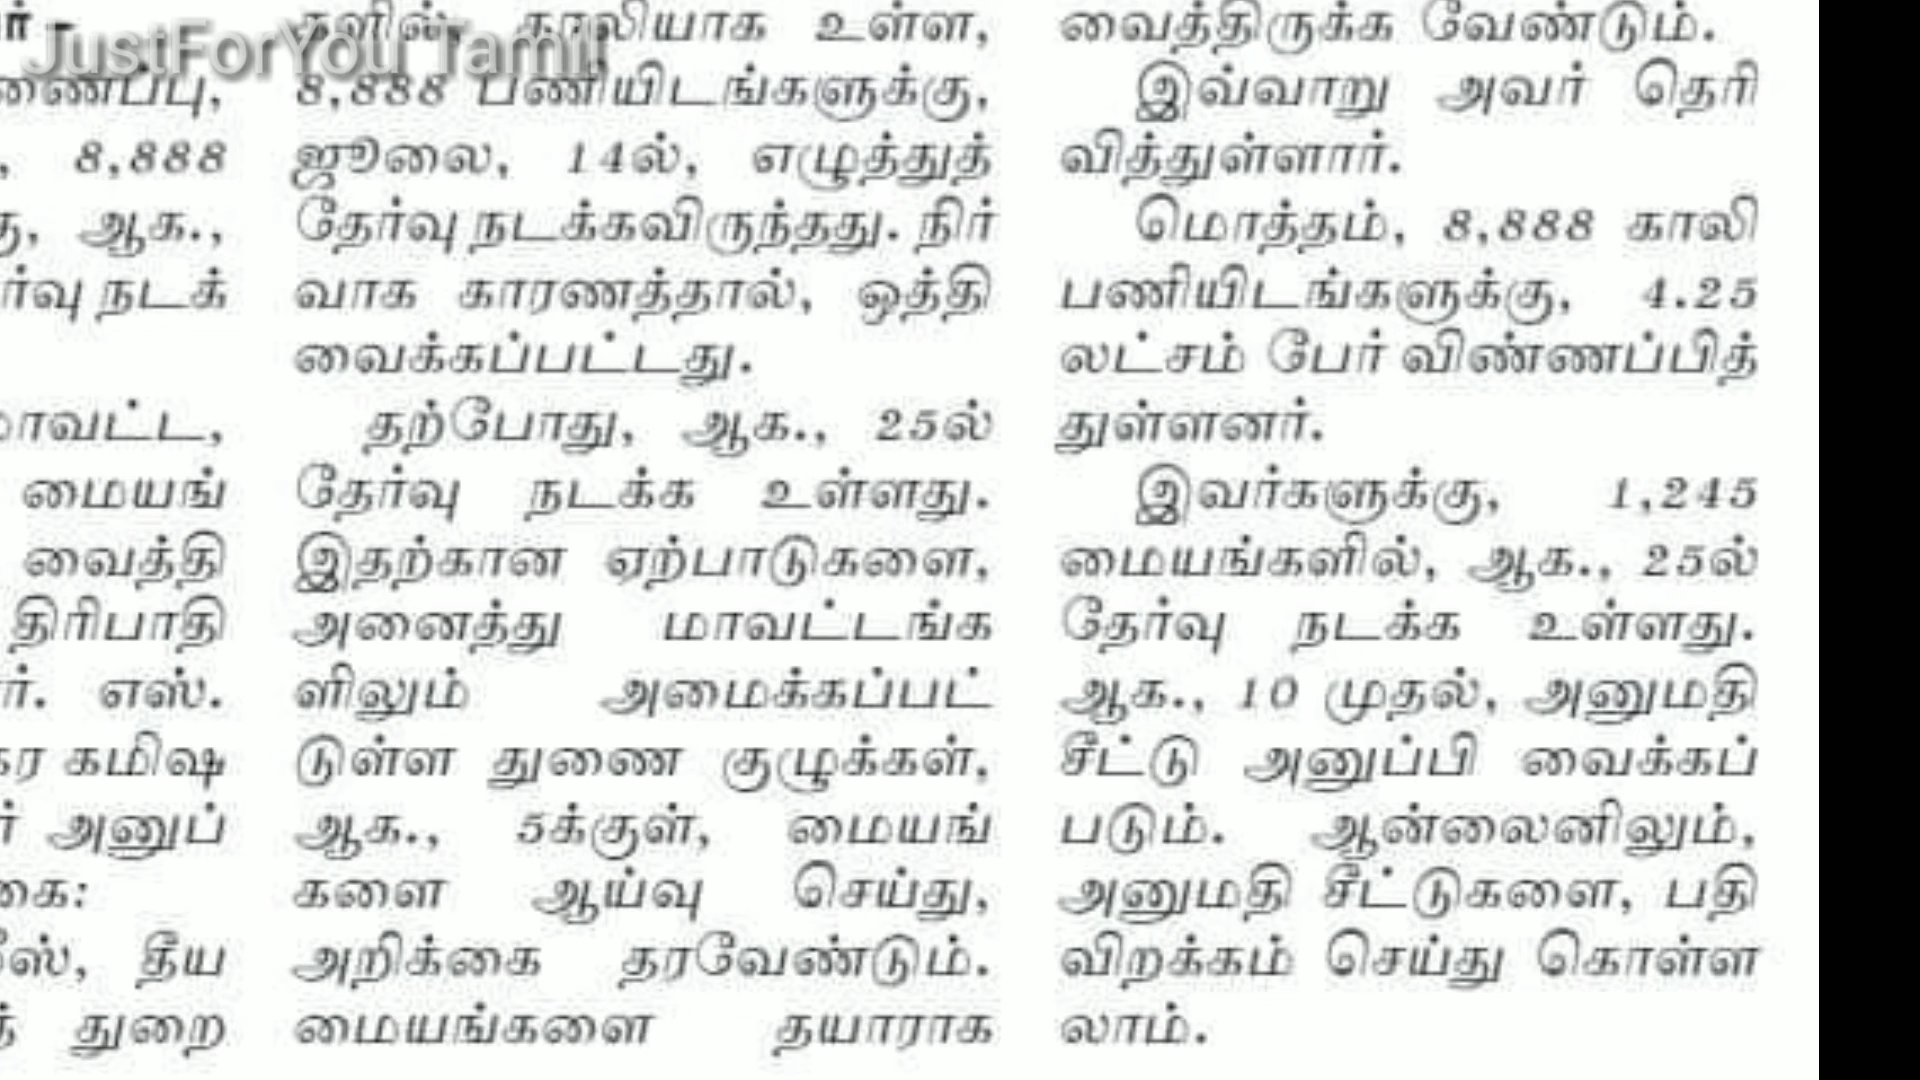 JustForYou Tamil
ணைப்பு,
8,888
ஆக.,
நடக்
மாவட்ட,
மையங்
வைத்தி
திரிபாதி
எஸ்.
கமிஷ
அனுப்
தீய
துறை
களில், காலியாக உள்ள,
8,888 பணியிடங்களுக்கு,
ஜூலை, 14ல், எழுத்துத்
தேர்வு நடக்கவிருந்தது. நிர்
வாக காரணத்தால், ஒத்தி
வைக்கப்பட்டது.
தற்போது, ஆக., 25ல்
தேர்வு நடக்க உள்ளது.
இதற்கான ஏற்பாடுகளை,
அனைத்து மாவட்டங்க
ளிலும் அமைக்கப்பட்
டுள்ள துணை குழுக்கள்,
ஆக., 5க்குள், மையங்
களை ஆய்வு செய்து,
அறிக்கை தரவேண்டும்.
மையங்களை தயாராக
வைத்திருக்க வேண்டும்.
இவ்வாறு அவர் தெரி
வித்துள்ளார்.
மொத்தம், 8,888 காலி
பணியிடங்களுக்கு, 4.25
லட்சம் பேர் விண்ணப்பித்
துள்ளனர்.
இவர்களுக்கு, 1,245
மையங்களில், ஆக., 25ல்
தேர்வு நடக்க உள்ளது.
ஆக., 10 முதல், அனுமதி
சீட்டு அனுப்பி வைக்கப்
படும். ஆன்லைனிலும்,
அனுமதி சீட்டுகளை, பதி
விறக்கம் செய்து கொள்ள
லாம்.